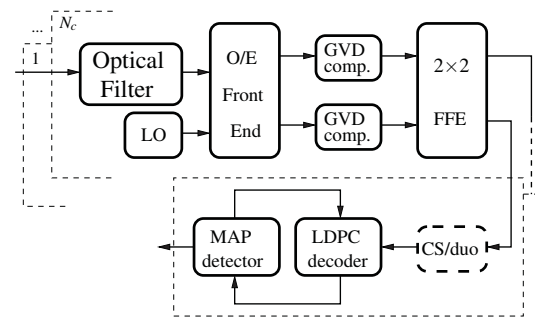 ... N_c
1
Optical
Filter
LO
O/E
Front
End
GVD
comp.
GVD
comp.
2×2
FFE
MAP
detector
LDPC
decoder
CS/duo